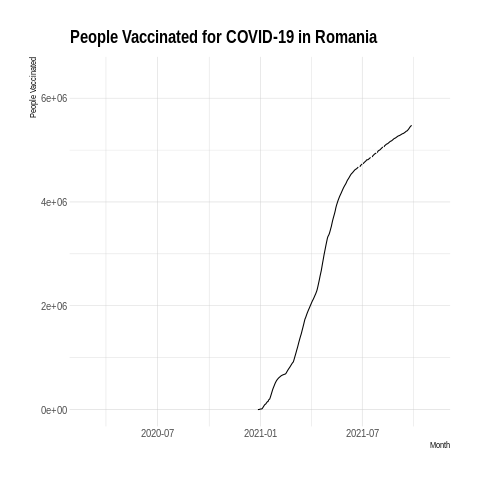 People Vaccinated for COVID-19 in Romania
People Vaccinated
6e+06
4e+06
2e+06
0e+00
2020-07
2021-01
2021-07
Month